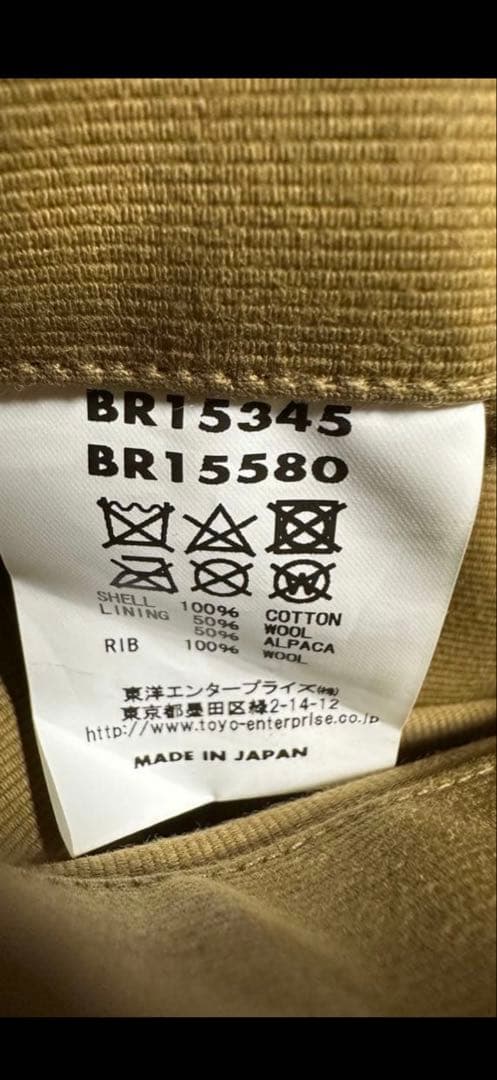 BR15345
BR15580
SHELL 100% COTTON
LINING 50% WOOL
50% ALPACA
RIB 100% WOOL
東洋エンタープライズ㈱
東京都墨田区緑2-14-12
http://www.toyo-enterprise.co.jp
MADE IN JAPAN